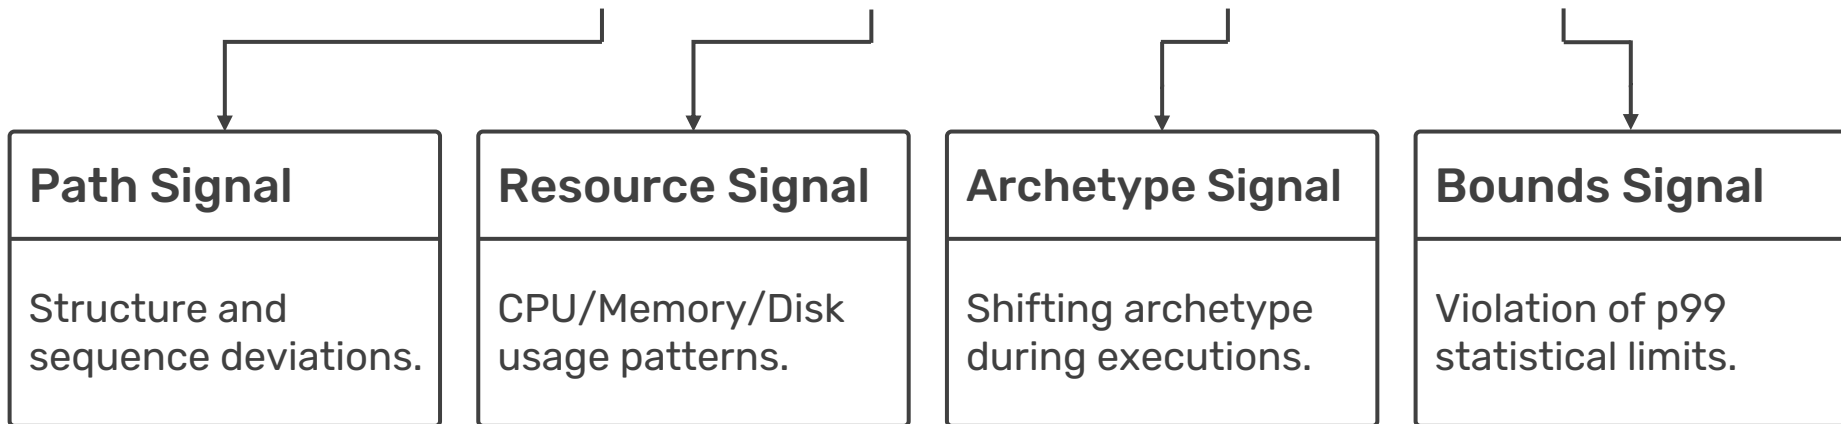 Path Signal
Structure and
sequence deviations.
Resource Signal
CPU/Memory/Disk
usage patterns.
Archetype Signal
Shifting archetype
during executions.
Bounds Signal
Violation of p99
statistical limits.